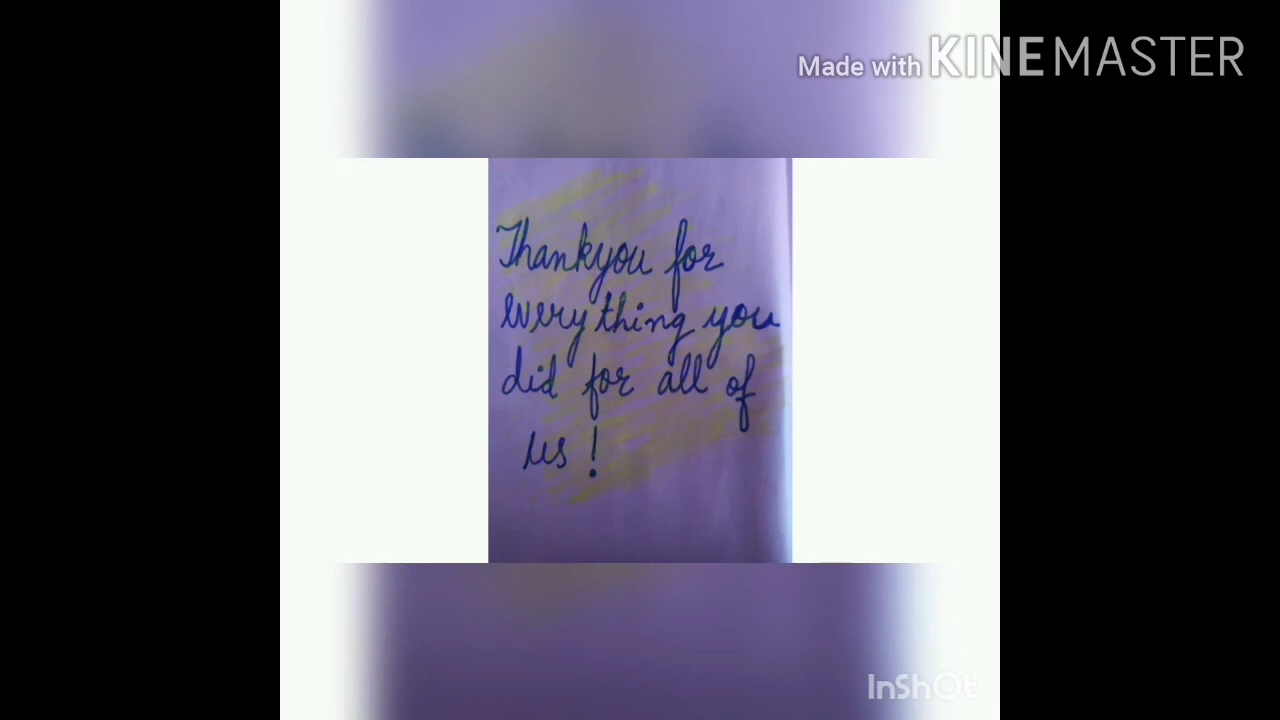 Made with KINEMASTER
Thankyou for
everything you
did for all of
us!
InShOt